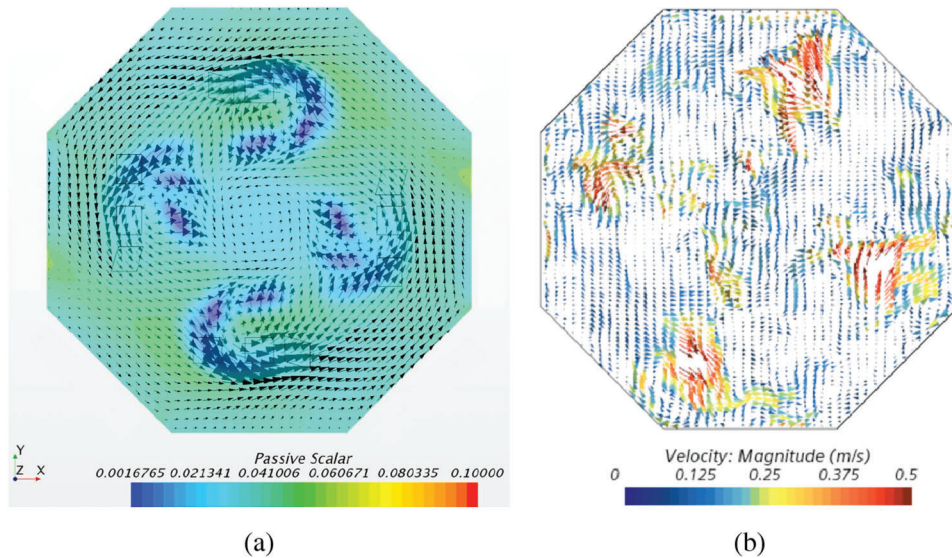 Y
Z X
Passive Scalar
0.0016765 0.021341 0.041006 0.060671 0.080335 0.10000
Velocity: Magnitude (m/s)
0 0.125 0.25 0.375 0.5
(a) (b)